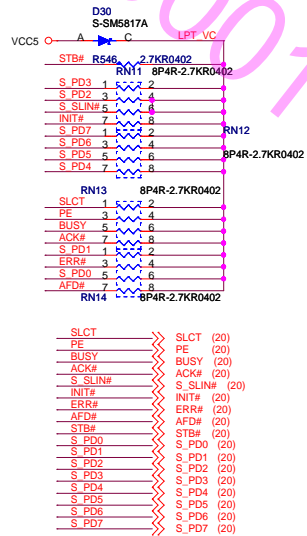 D30
S-SM5817A
VCC5 A C LPT_VC
STB# R546 2.7KR0402
RN11 8P4R-2.7KR0402
S_PD3 1 2
S_PD2 3 4
S_SLIN# 5 6
INIT# 7 8
S_PD7 1 2 RN12
S_PD6 3 4
S_PD5 5 6 8P4R-2.7KR0402
S_PD4 7 8
RN13 8P4R-2.7KR0402
SLCT 1 2
PE 3 4
BUSY 5 6
ACK# 7 8
S_PD1 1 2
ERR# 3 4
S_PD0 5 6
AFD# 7 8
RN14 8P4R-2.7KR0402
SLCT SLCT (20)
PE PE (20)
BUSY BUSY (20)
ACK# ACK# (20)
S_SLIN# S_SLIN# (20)
INIT# INIT# (20)
ERR# ERR# (20)
AFD# AFD# (20)
STB# STB# (20)
S_PD0 S_PD0 (20)
S_PD1 S_PD1 (20)
S_PD2 S_PD2 (20)
S_PD3 S_PD3 (20)
S_PD4 S_PD4 (20)
S_PD5 S_PD5 (20)
S_PD6 S_PD6 (20)
S_PD7 S_PD7 (20)